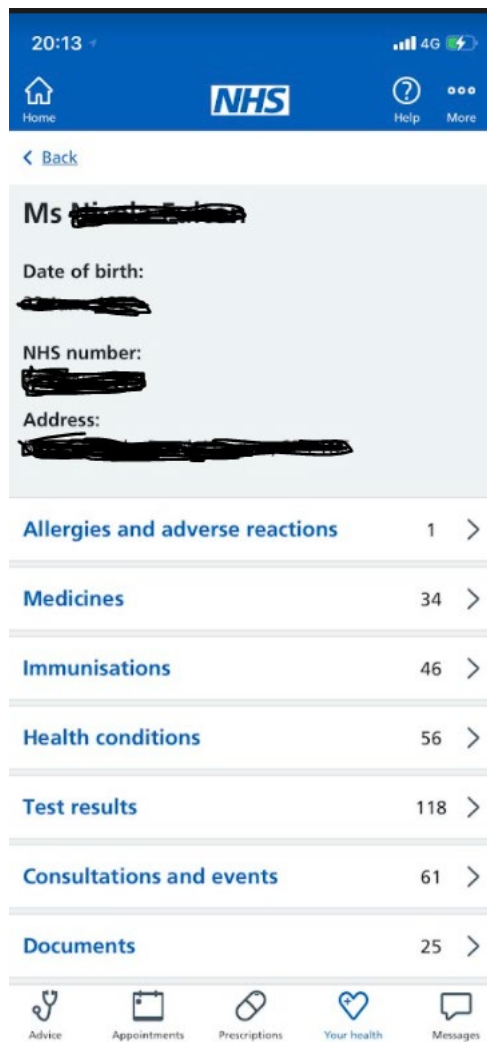 20:13
4G
NHS
Home
Help
More
Back
Ms
Date of birth:
NHS number:
Address:
Allergies and adverse reactions 1
Medicines 34
Immunisations 46
Health conditions 56
Test results 118
Consultations and events 61
Documents 25
Advice Appointments Prescriptions Your health Messages